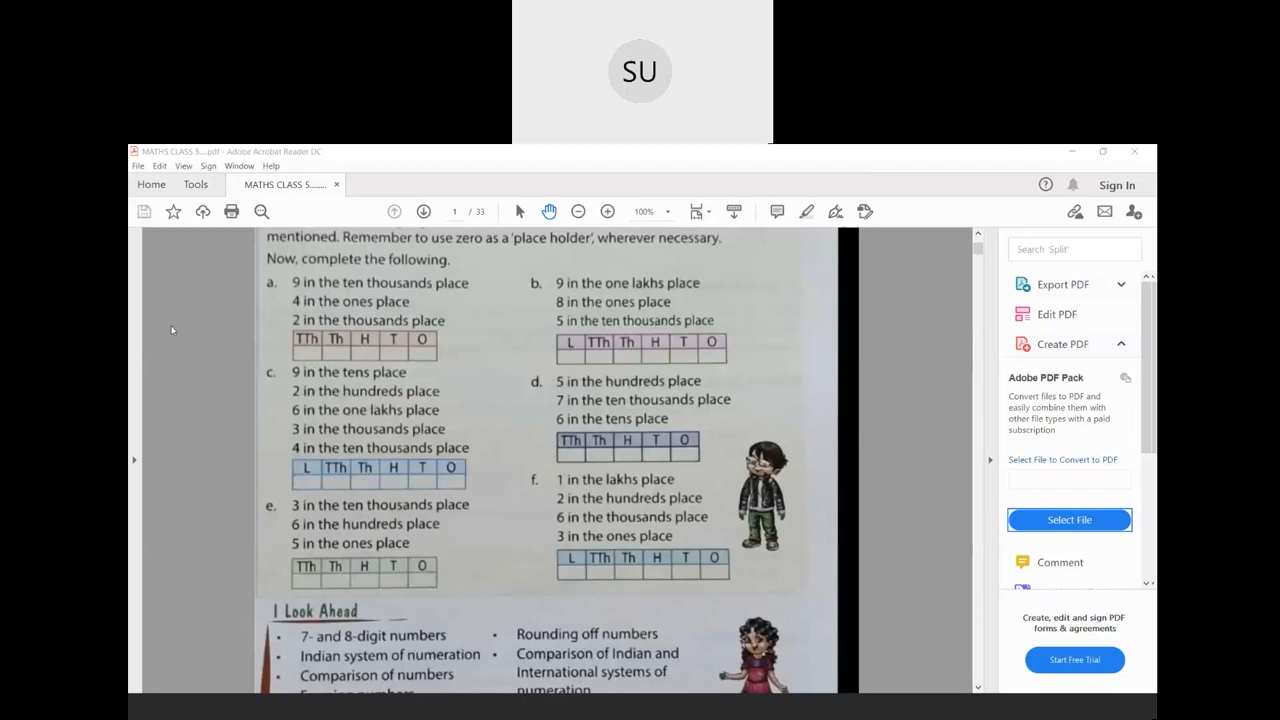 SU
MATHS CLASS 5....pdf - Adobe Acrobat Reader DC
File Edit View Sign Window Help
Home Tools MATHS CLASS 5........ ×
1 / 33 100%
Sign In
mentioned. Remember to use zero as a 'place holder', wherever necessary.
Now, complete the following.
a. 9 in the ten thousands place
4 in the ones place
2 in the thousands place
TTh Th H T O
b. 9 in the one lakhs place
8 in the ones place
5 in the ten thousands place
L TTh Th H T O
c. 9 in the tens place
2 in the hundreds place
6 in the one lakhs place
3 in the thousands place
4 in the ten thousands place
L TTh Th H T O
d. 5 in the hundreds place
7 in the ten thousands place
6 in the tens place
TTh Th H T O
e. 3 in the ten thousands place
6 in the hundreds place
5 in the ones place
TTh Th H T O
f. 1 in the lakhs place
2 in the hundreds place
6 in the thousands place
3 in the ones place
L TTh Th H T O
I Look Ahead
• 7- and 8-digit numbers
• Indian system of numeration
• Comparison of numbers
• Rounding off numbers
• Comparison of Indian and
International systems of
numeration
Search 'Split'
Export PDF
Edit PDF
Create PDF
Adobe PDF Pack
Convert files to PDF and
easily combine them with
other file types with a paid
subscription
Select File to Convert to PDF
Select File
Comment
Create, edit and sign PDF
forms & agreements
Start Free Trial